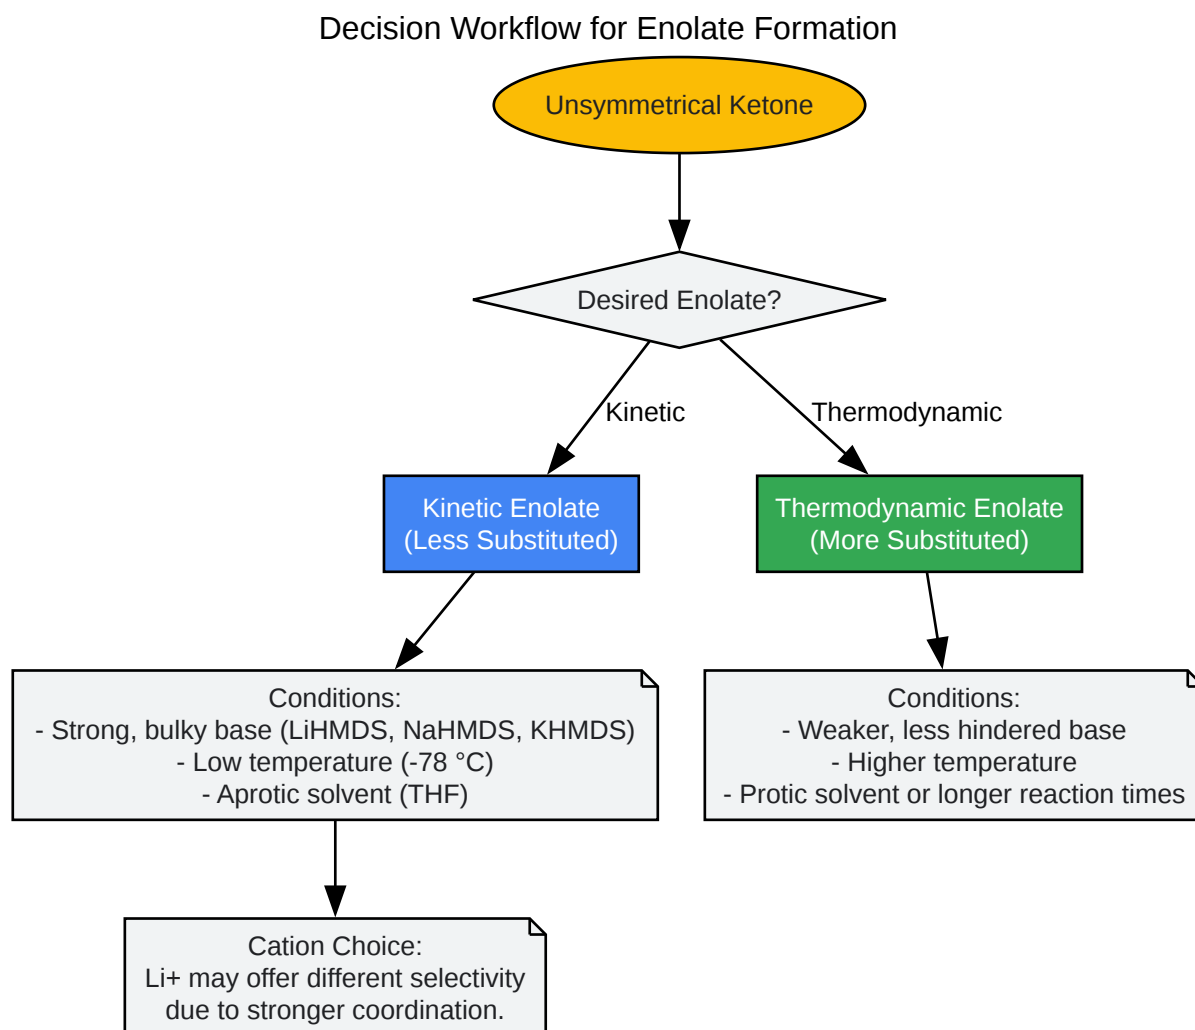 Decision Workflow for Enolate Formation
Unsymmetrical Ketone
Desired Enolate?
Kinetic
Thermodynamic
Kinetic Enolate
(Less Substituted)
Thermodynamic Enolate
(More Substituted)
Conditions:
- Strong, bulky base (LiHMDS, NaHMDS, KHMDS)
- Low temperature (-78 °C)
- Aprotic solvent (THF)
Conditions:
- Weaker, less hindered base
- Higher temperature
- Protic solvent or longer reaction times
Cation Choice:
Li+ may offer different selectivity
due to stronger coordination.